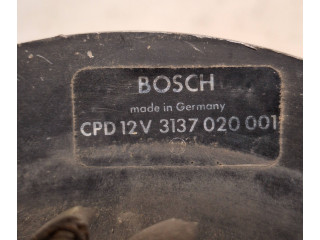 BOSCH
made in Germany
CPD 12V 3137 020 001